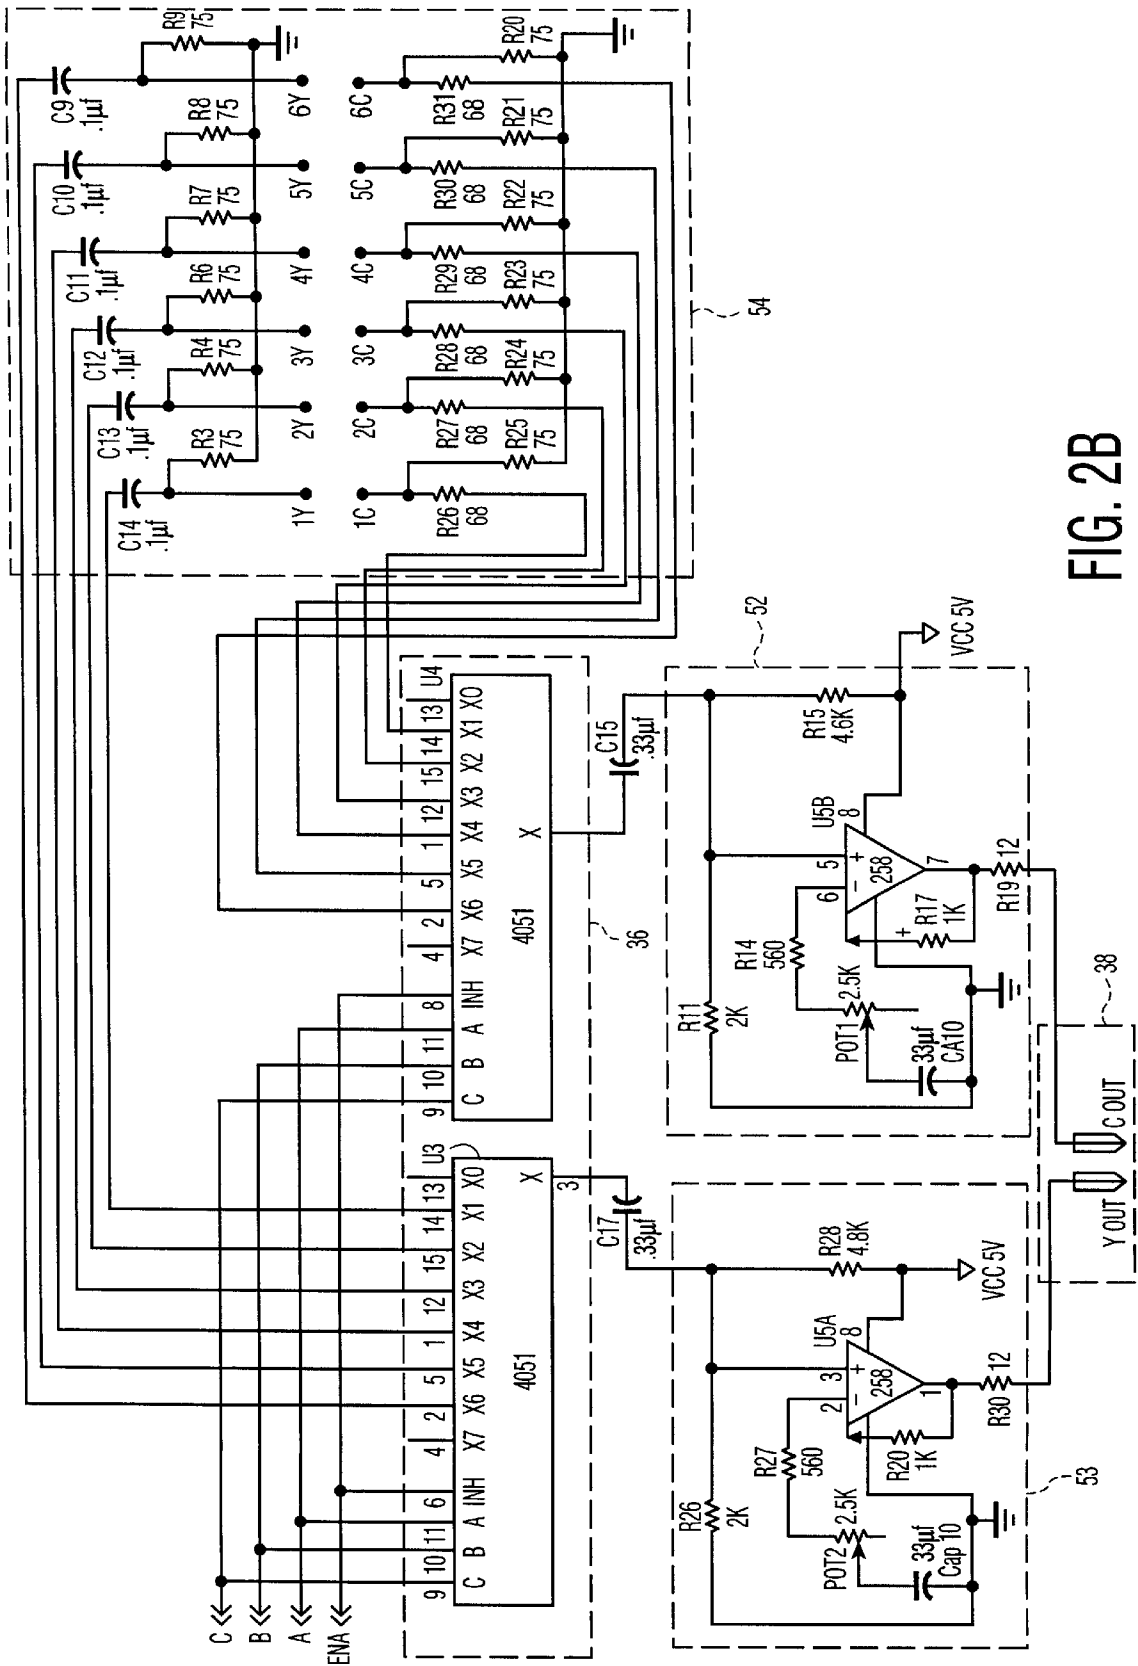 C9
.1µf
R9
75
C10
.1µf
R8
75
C11
.1µf
R7
75
C12
.1µf
R6
75
C13
.1µf
R4
75
C14
.1µf
R3
75
6Y
5Y
4Y
3Y
2Y
1Y
6C
5C
4C
3C
2C
1C
R31
68
R20
75
R30
68
R21
75
R29
68
R22
75
R28
68
R23
75
R27
68
R24
75
R26
68
R25
75
54
U4
13 14 15 12 1 5 2 4 8 11 10 9
X0 X1 X2 X3 X4 X5 X6 X7 INH A B C
4051
X
36
U3
13 14 15 12 1 5 2 4 6 11 10 9
X0 X1 X2 X3 X4 X5 X6 X7 INH A B C
4051
X
3
C
B
A
ENA
C15
.33µf
C17
.33µf
52
VCC 5V
R15
4.6K
U5B
8
5
+
6
–
258
7
R14
560
R11
2K
POT1
2.5K
+
R17
1K
R19
12
33µf
CA10
53
VCC 5V
R28
4.8K
U5A
8
3
+
2
–
258
1
R27
560
R26
2K
POT2
2.5K
R20
1K
R30
12
33µf
Cap 10
38
Y OUT
C OUT
FIG. 2B